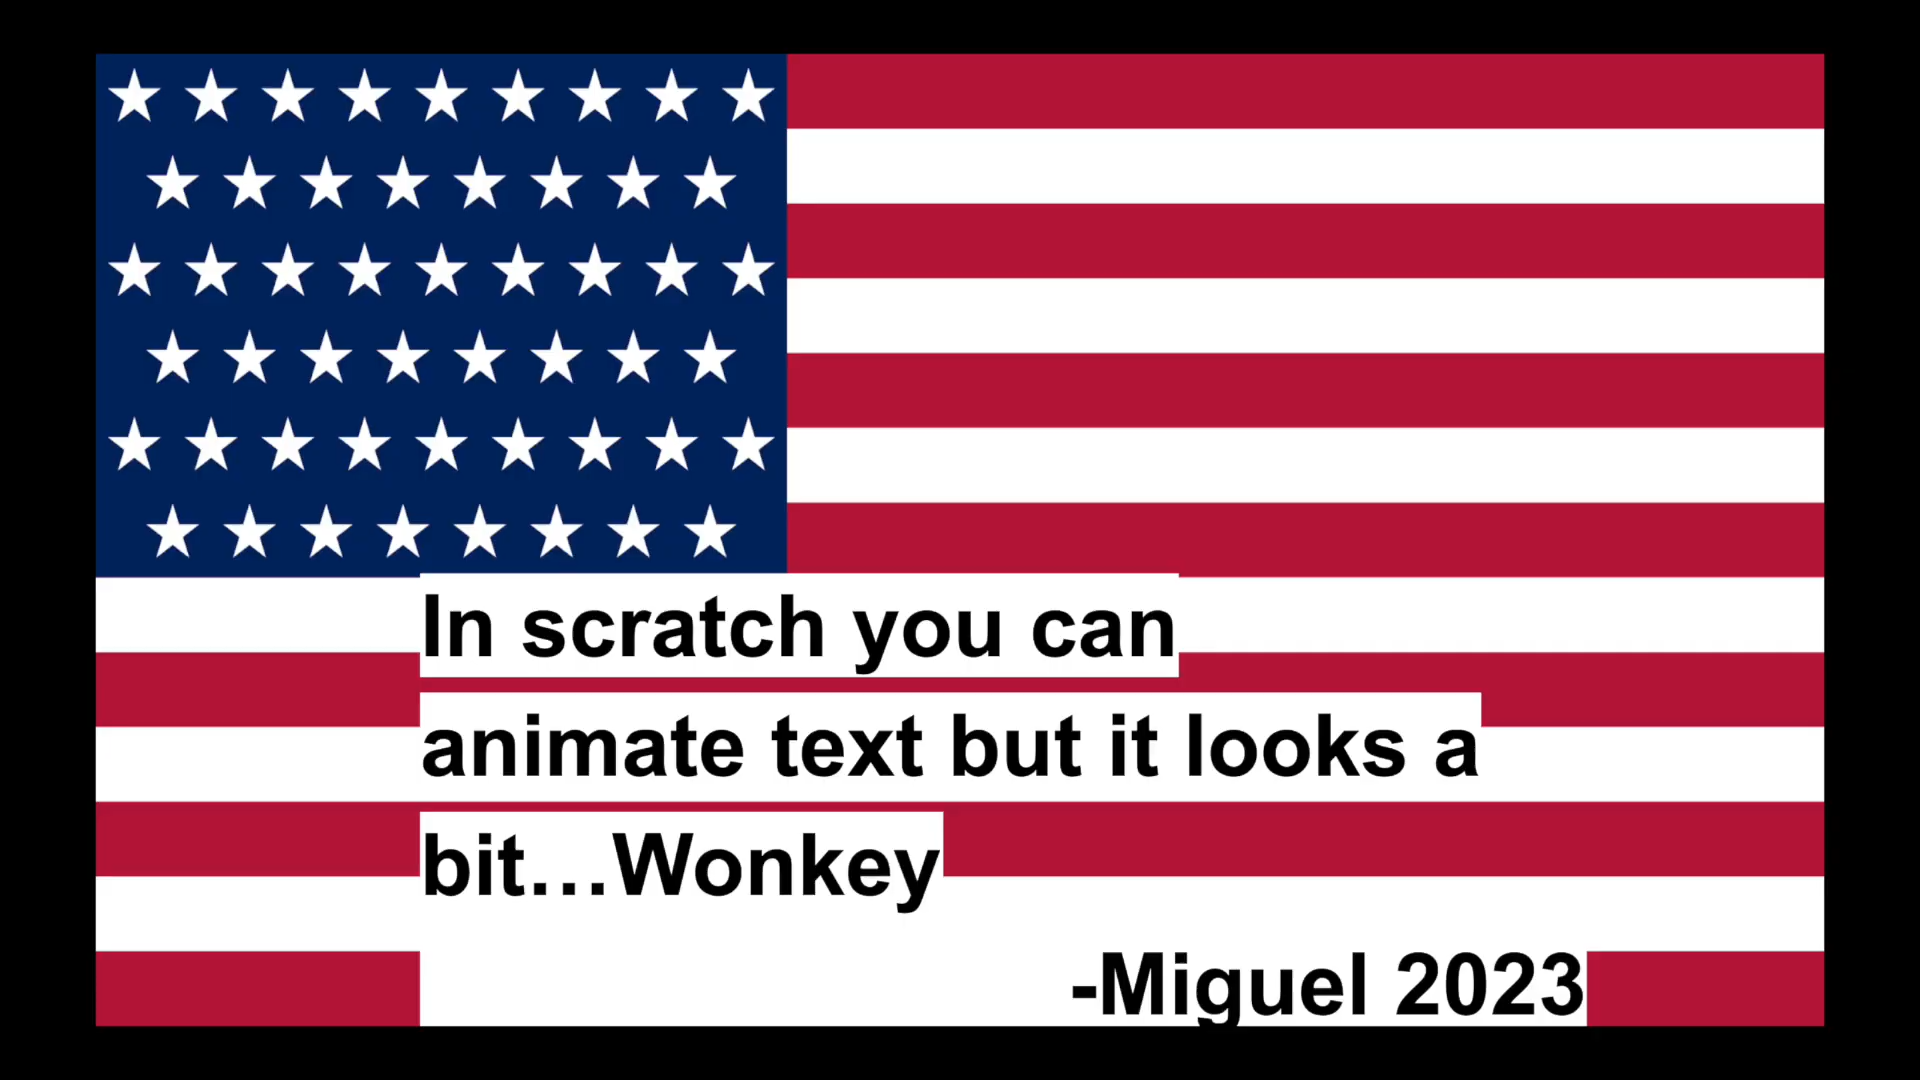 In scratch you can
animate text but it looks a
bit...Wonkey
-Miguel 2023